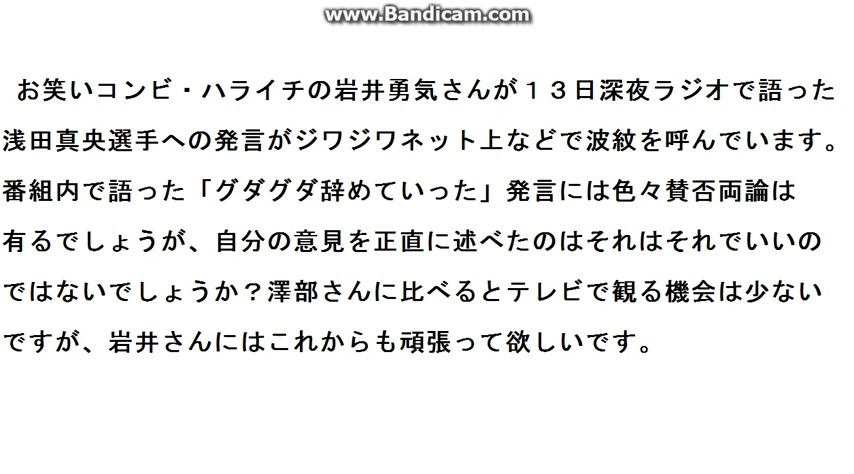 www.Bandicam.com
お笑いコンビ・ハライチの岩井勇気さんが１３日深夜ラジオで語った
浅田真央選手への発言がジワジワネット上などで波紋を呼んでいます。
番組内で語った「グダグダ辞めていった」発言には色々賛否両論は
有るでしょうが、自分の意見を正直に述べたのはそれはそれでいいの
ではないでしょうか？澤部さんに比べるとテレビで観る機会は少ない
ですが、岩井さんにはこれからも頑張って欲しいです。